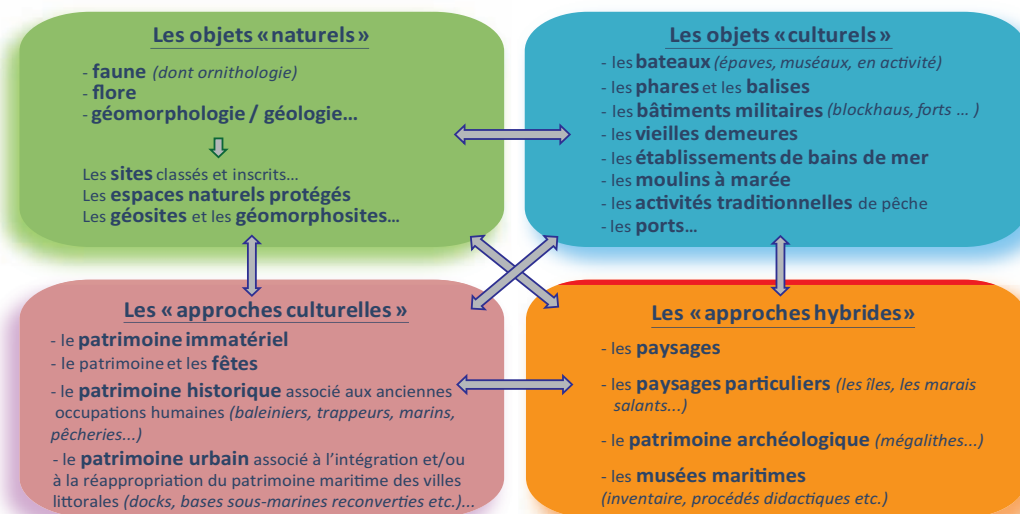 Les objets « naturels »
- faune (dont ornithologie)
- flore
- géomorphologie / géologie...
Les sites classés et inscrits...
Les espaces naturels protégés
Les géosites et les géomorphosites...
Les objets « culturels »
- les bateaux (épaves, muséaux, en activité)
- les phares et les balises
- les bâtiments militaires (blockhaus, forts ... )
- les vieilles demeures
- les établissements de bains de mer
- les moulins à marée
- les activités traditionnelles de pêche
- les ports...
Les « approches culturelles »
- le patrimoine immatériel
- le patrimoine et les fêtes
- le patrimoine historique associé aux anciennes
occupations humaines (baleiniers, trappeurs, marins,
pêcheries...)
- le patrimoine urbain associé à l'intégration et/ou
à la réappropriation du patrimoine maritime des villes
littorales (docks, bases sous-marines reconverties etc.)...
Les « approches hybrides »
- les paysages
- les paysages particuliers (les îles, les marais
salants...)
- le patrimoine archéologique (mégalithes...)
- les musées maritimes
(inventaire, procédés didactiques etc.)